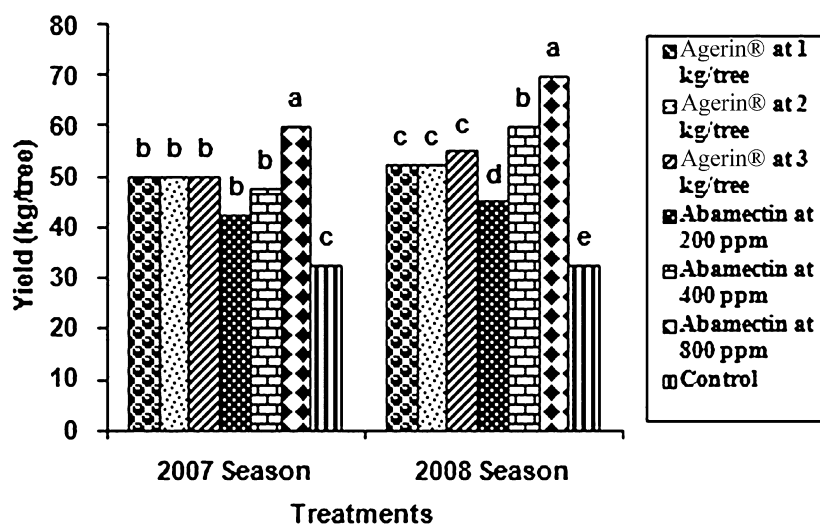 80
70
60
50
40
30
20
10
0
Yield (kg/tree)
b b b b b a c
c c c d b a e
2007 Season 2008 Season
Treatments
Agerin® at 1
kg/tree
Agerin® at 2
kg/tree
Agerin® at 3
kg/tree
Abamectin at
200 ppm
Abamectin at
400 ppm
Abamectin at
800 ppm
Control